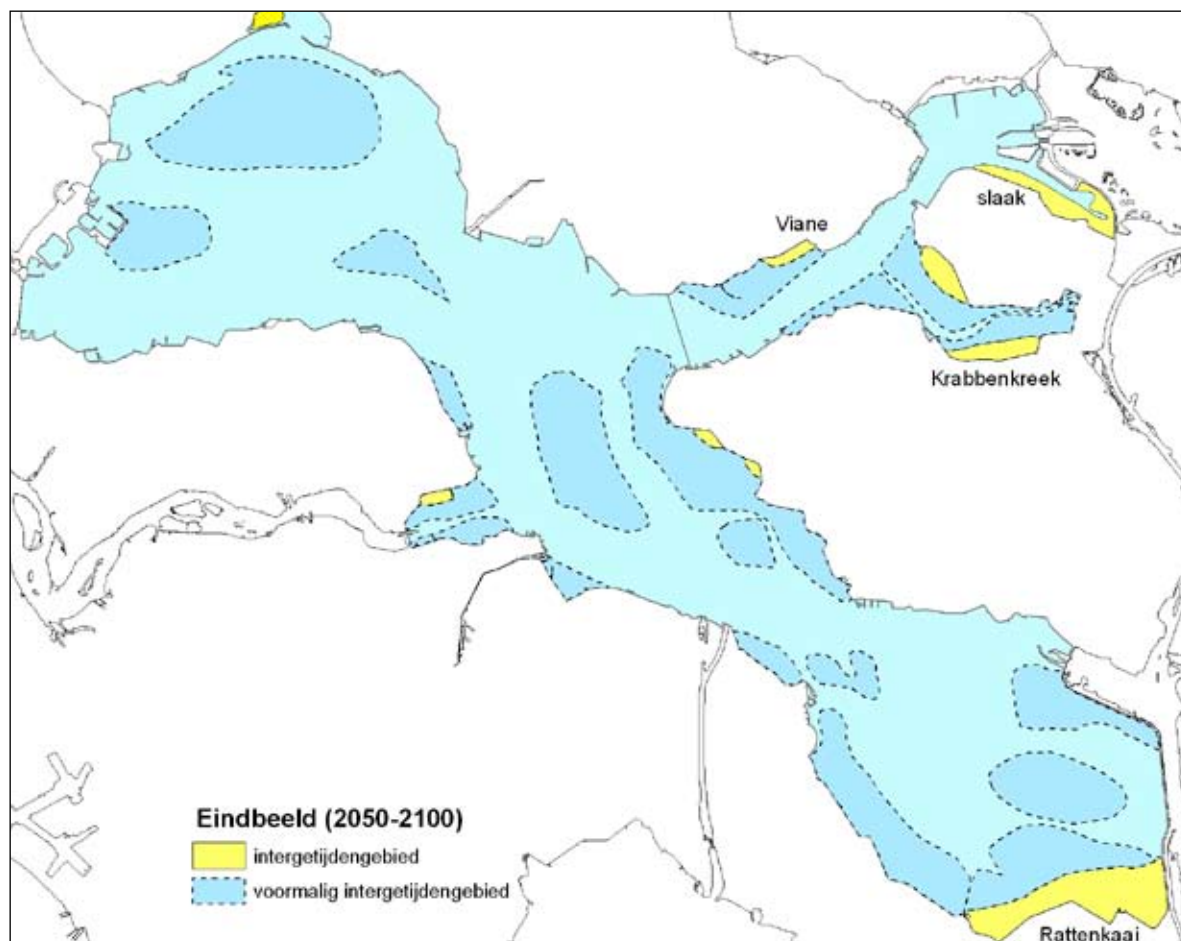 slaak
Viane
Krabbenkreek
Eindbeeld (2050-2100)
intergetijdengebied
voormalig intergetijdengebied
Rattenkaai